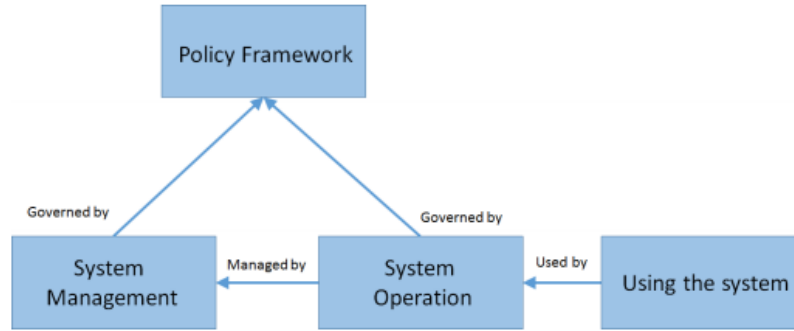 Policy Framework
Governed by
Governed by
System
Management
Managed by
System
Operation
Used by
Using the system